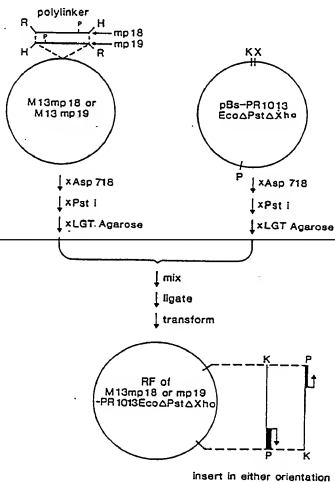 polylinker
R H
P mp18
P mp19
H R
M13mp18 or
M13 mp19
KX
pBs-PR1013
EcoΔPstΔXho
P
xAsp 718
xPst i
xLGT. Agarose
xAsp 718
xPst i
xLGT. Agarose
mix
ligate
transform
RF of
M13mp18 or mp19
-PR1013EcoΔPstΔXho
K P
P K
insert in either orientation